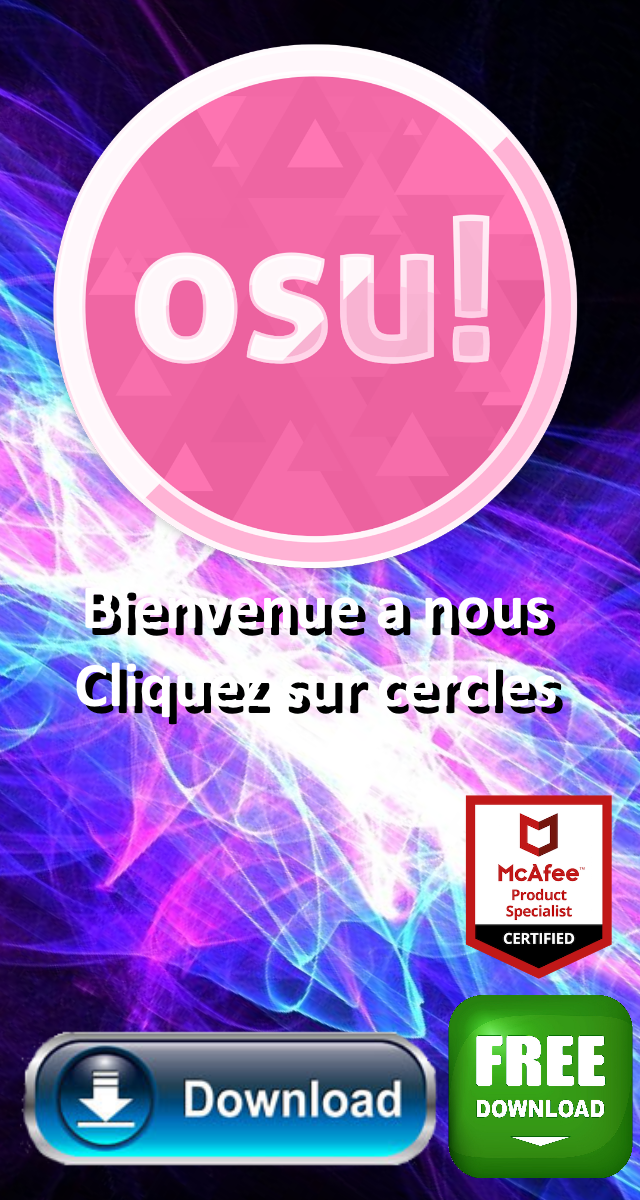 osu!
Bienvenue a nous
Cliquez sur cercles
McAfee™
Product
Specialist
CERTIFIED
FREE
DOWNLOAD
Download